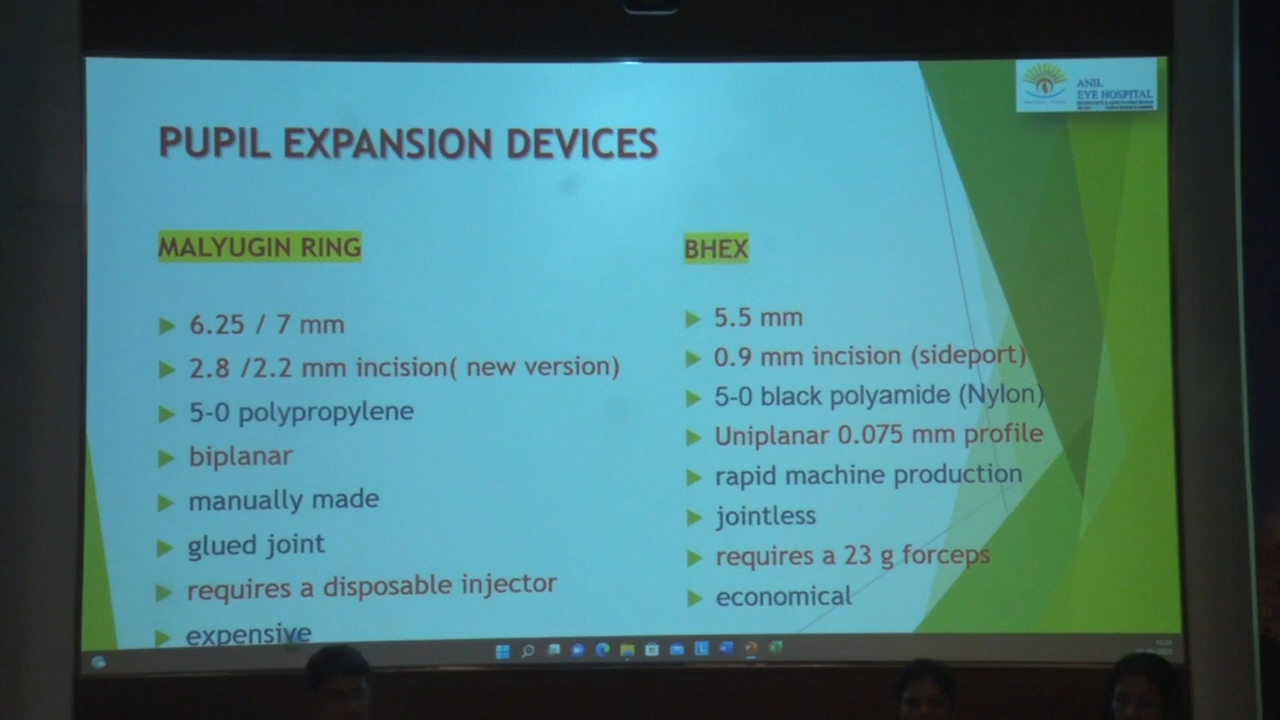 ANIL
EYE HOSPITAL
PUPIL EXPANSION DEVICES
MALYUGIN RING
6.25 / 7 mm
2.8 /2.2 mm incision( new version)
5-0 polypropylene
biplanar
manually made
glued joint
requires a disposable injector
expensive
BHEX
5.5 mm
0.9 mm incision (sideport)
5-0 black polyamide (Nylon)
Uniplanar 0.075 mm profile
rapid machine production
jointless
requires a 23 g forceps
economical